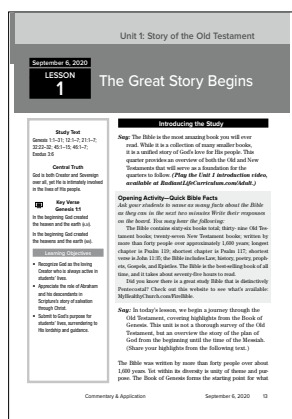 Unit 1: Story of the Old Testament
September 6, 2020
LESSON
1
The Great Story Begins
Study Text
Genesis 1:1–31; 12:1–7; 21:1–7;
32:22–32; 45:1–15; 46:1–7;
Exodus 3:6
Central Truth
God is both Creator and Sovereign
over all, yet he is intimately involved
in the lives of his people.
Key Verse
Genesis 1:1
In the beginning God created
the heaven and the earth (KJV).
In the beginning God created
the heavens and the earth (NIV).
Learning Objectives
• Recognize God as the loving
Creator who is always active in
students' lives.
• Appreciate the role of Abraham
and his descendants in
Scripture's story of salvation
through Christ.
• Submit to God's purpose for
students' lives, surrendering to
His lordship and guidance.
Introducing the Study
Say: The Bible is the most amazing book you will ever
read. While it is a collection of many smaller books,
it is a unified story of God's love for His people. This
quarter provides an overview of both the Old and New
Testaments that will serve as a foundation for the
quarters to follow. (Play the Unit 1 introduction video,
available at RadiantLifeCurriculum.com/Adult.)
Opening Activity—Quick Bible Facts
Ask your students to name as many facts about the Bible
as they can in the next two minutes. Write their responses
on the board. You may hear the following:
The Bible contains sixty-six books total; thirty-nine Old Tes-
tament books; twenty-seven New Testament books; written by
more than forty people over approximately 1,600 years; longest
chapter is Psalm 119; shortest chapter is Psalm 117; shortest
verse is John 11:35; the Bible includes Law, history, poetry, proph-
ets, Gospels, and Epistles. The Bible is the best-selling book of all
time, and it takes about seventy-five hours to read.
Did you know there is a great study Bible that is distinctively
Pentecostal? Check out this website to see what's available:
MyHealthyChurch.com/FireBible.
Say: In today's lesson, we begin a journey through the
Old Testament, covering highlights from the Book of
Genesis. This unit is not a thorough survey of the Old
Testament, but an overview of the story of the plan of
God from the beginning until the time of the Messiah.
(Share your highlights from the following text.)
The Bible was written by more than forty people over about
1,600 years. Yet within its diversity is unity of theme and pur-
pose. The Book of Genesis forms the starting point for what
Commentary & Application
September 6, 2020
13